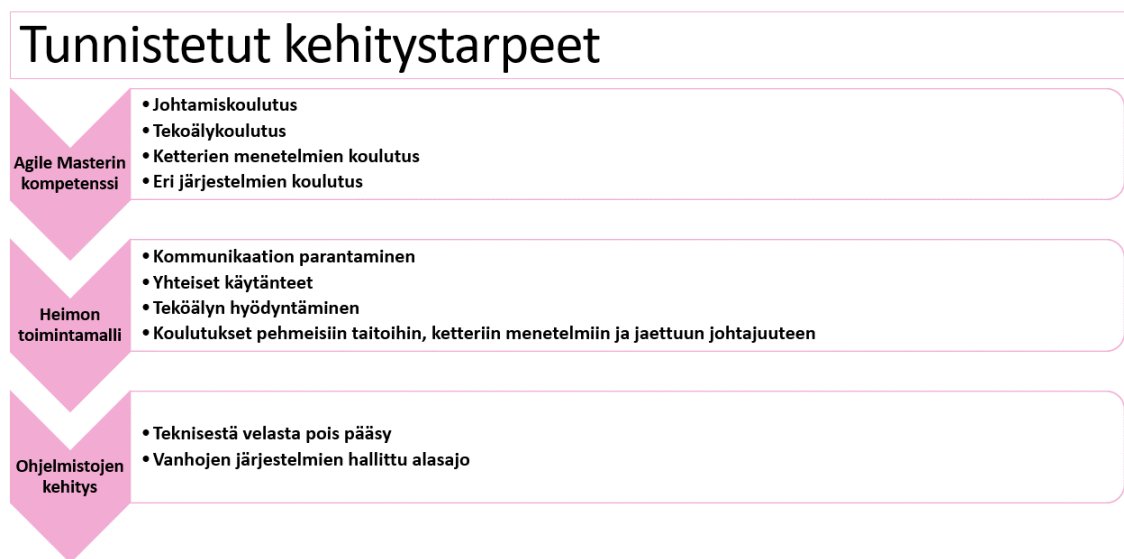 Tunnistetut kehitystarpeet
Agile Masterin
kompetenssi
• Johtamiskoulutus
• Tekoälykoulutus
• Ketterien menetelmien koulutus
• Eri järjestelmien koulutus
Heimon
toimintamalli
• Kommunikaation parantaminen
• Yhteiset käytänteet
• Teköälyn hyödyntäminen
• Koulutukset pehmeisiin taitoihin, ketteriin menetelmiin ja jaettuun johtajuuteen
Ohjelmistojen
kehitys
• Teknisestä velasta pois pääsy
• Vanhojen järjestelmien hallittu alasajo